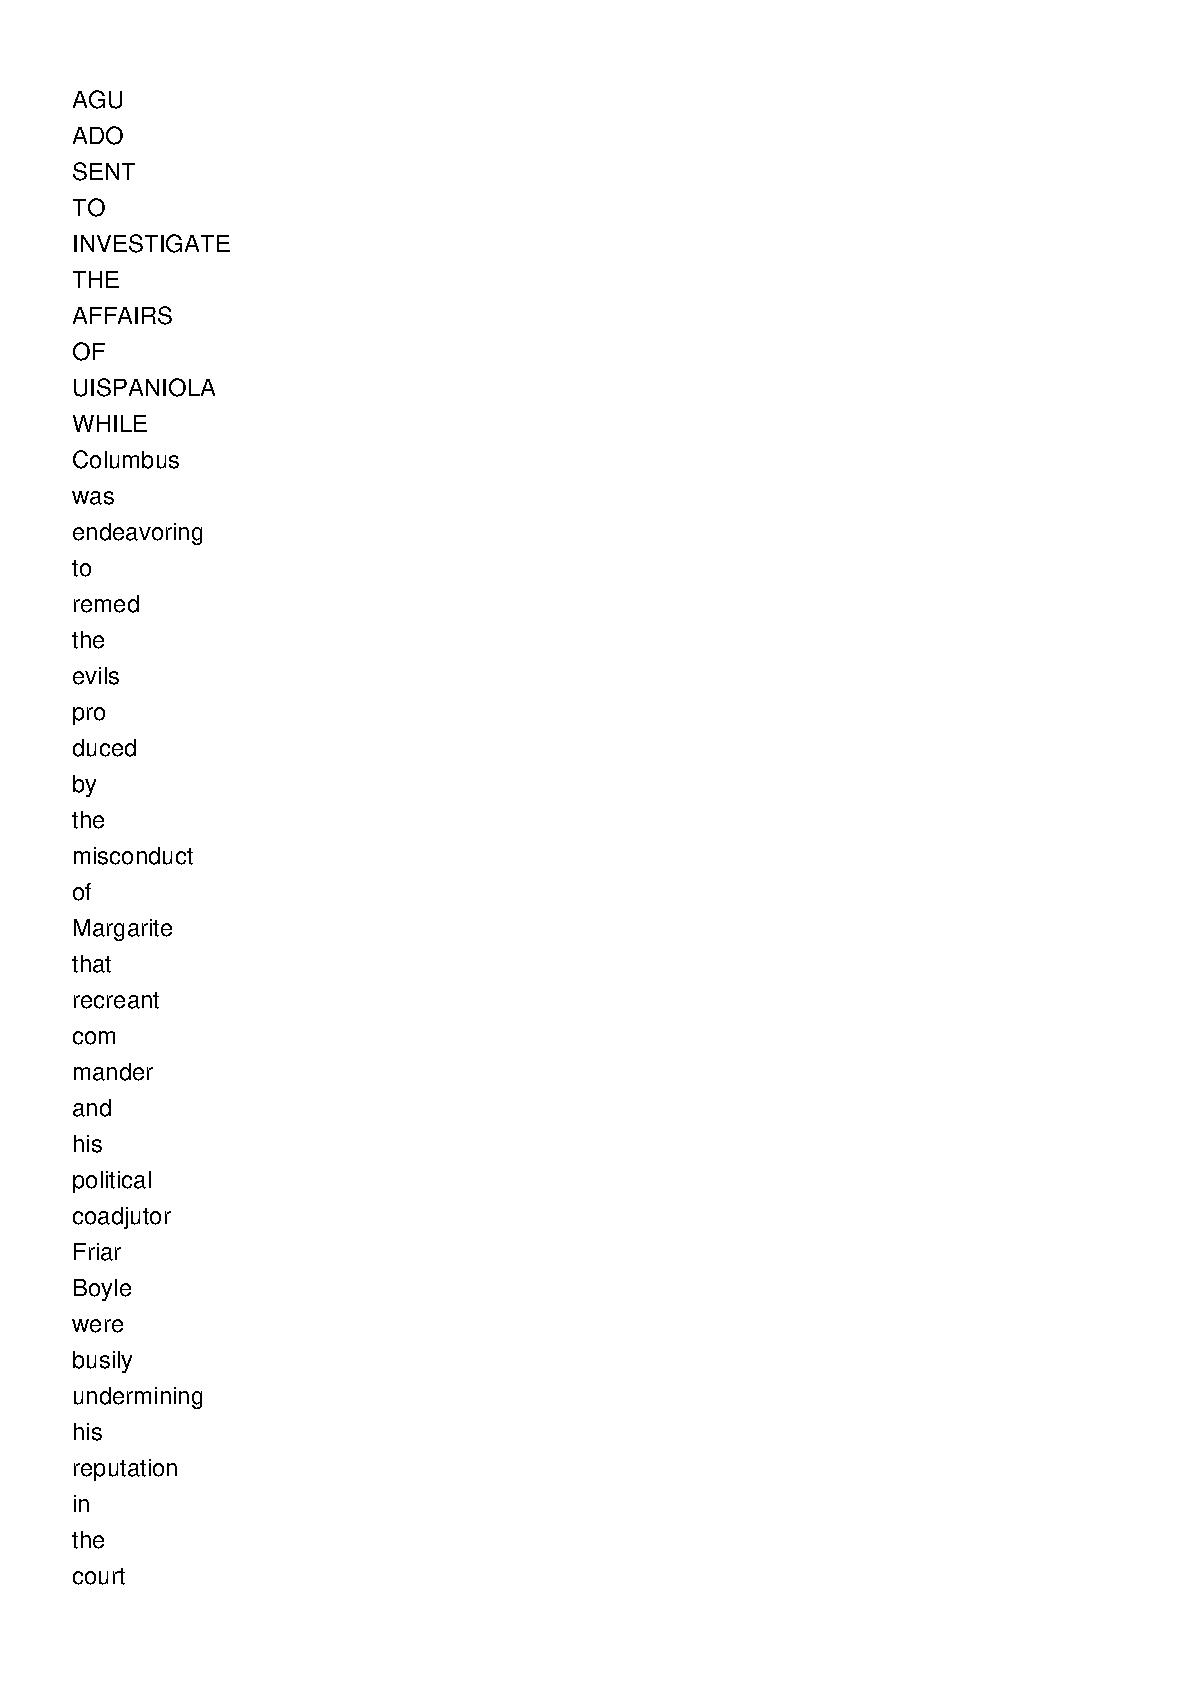 AGU
ADO
SENT
TO
INVESTIGATE
THE
AFFAIRS
OF
UISPANIOLA
WHILE
Columbus
was
endeavoring
to
remed
the
evils
pro
duced
by
the
misconduct
of
Margarite
that
recreant
com
mander
and
his
political
coadjutor
Friar
Boyle
were
busily
undermining
his
reputation
in
the
court